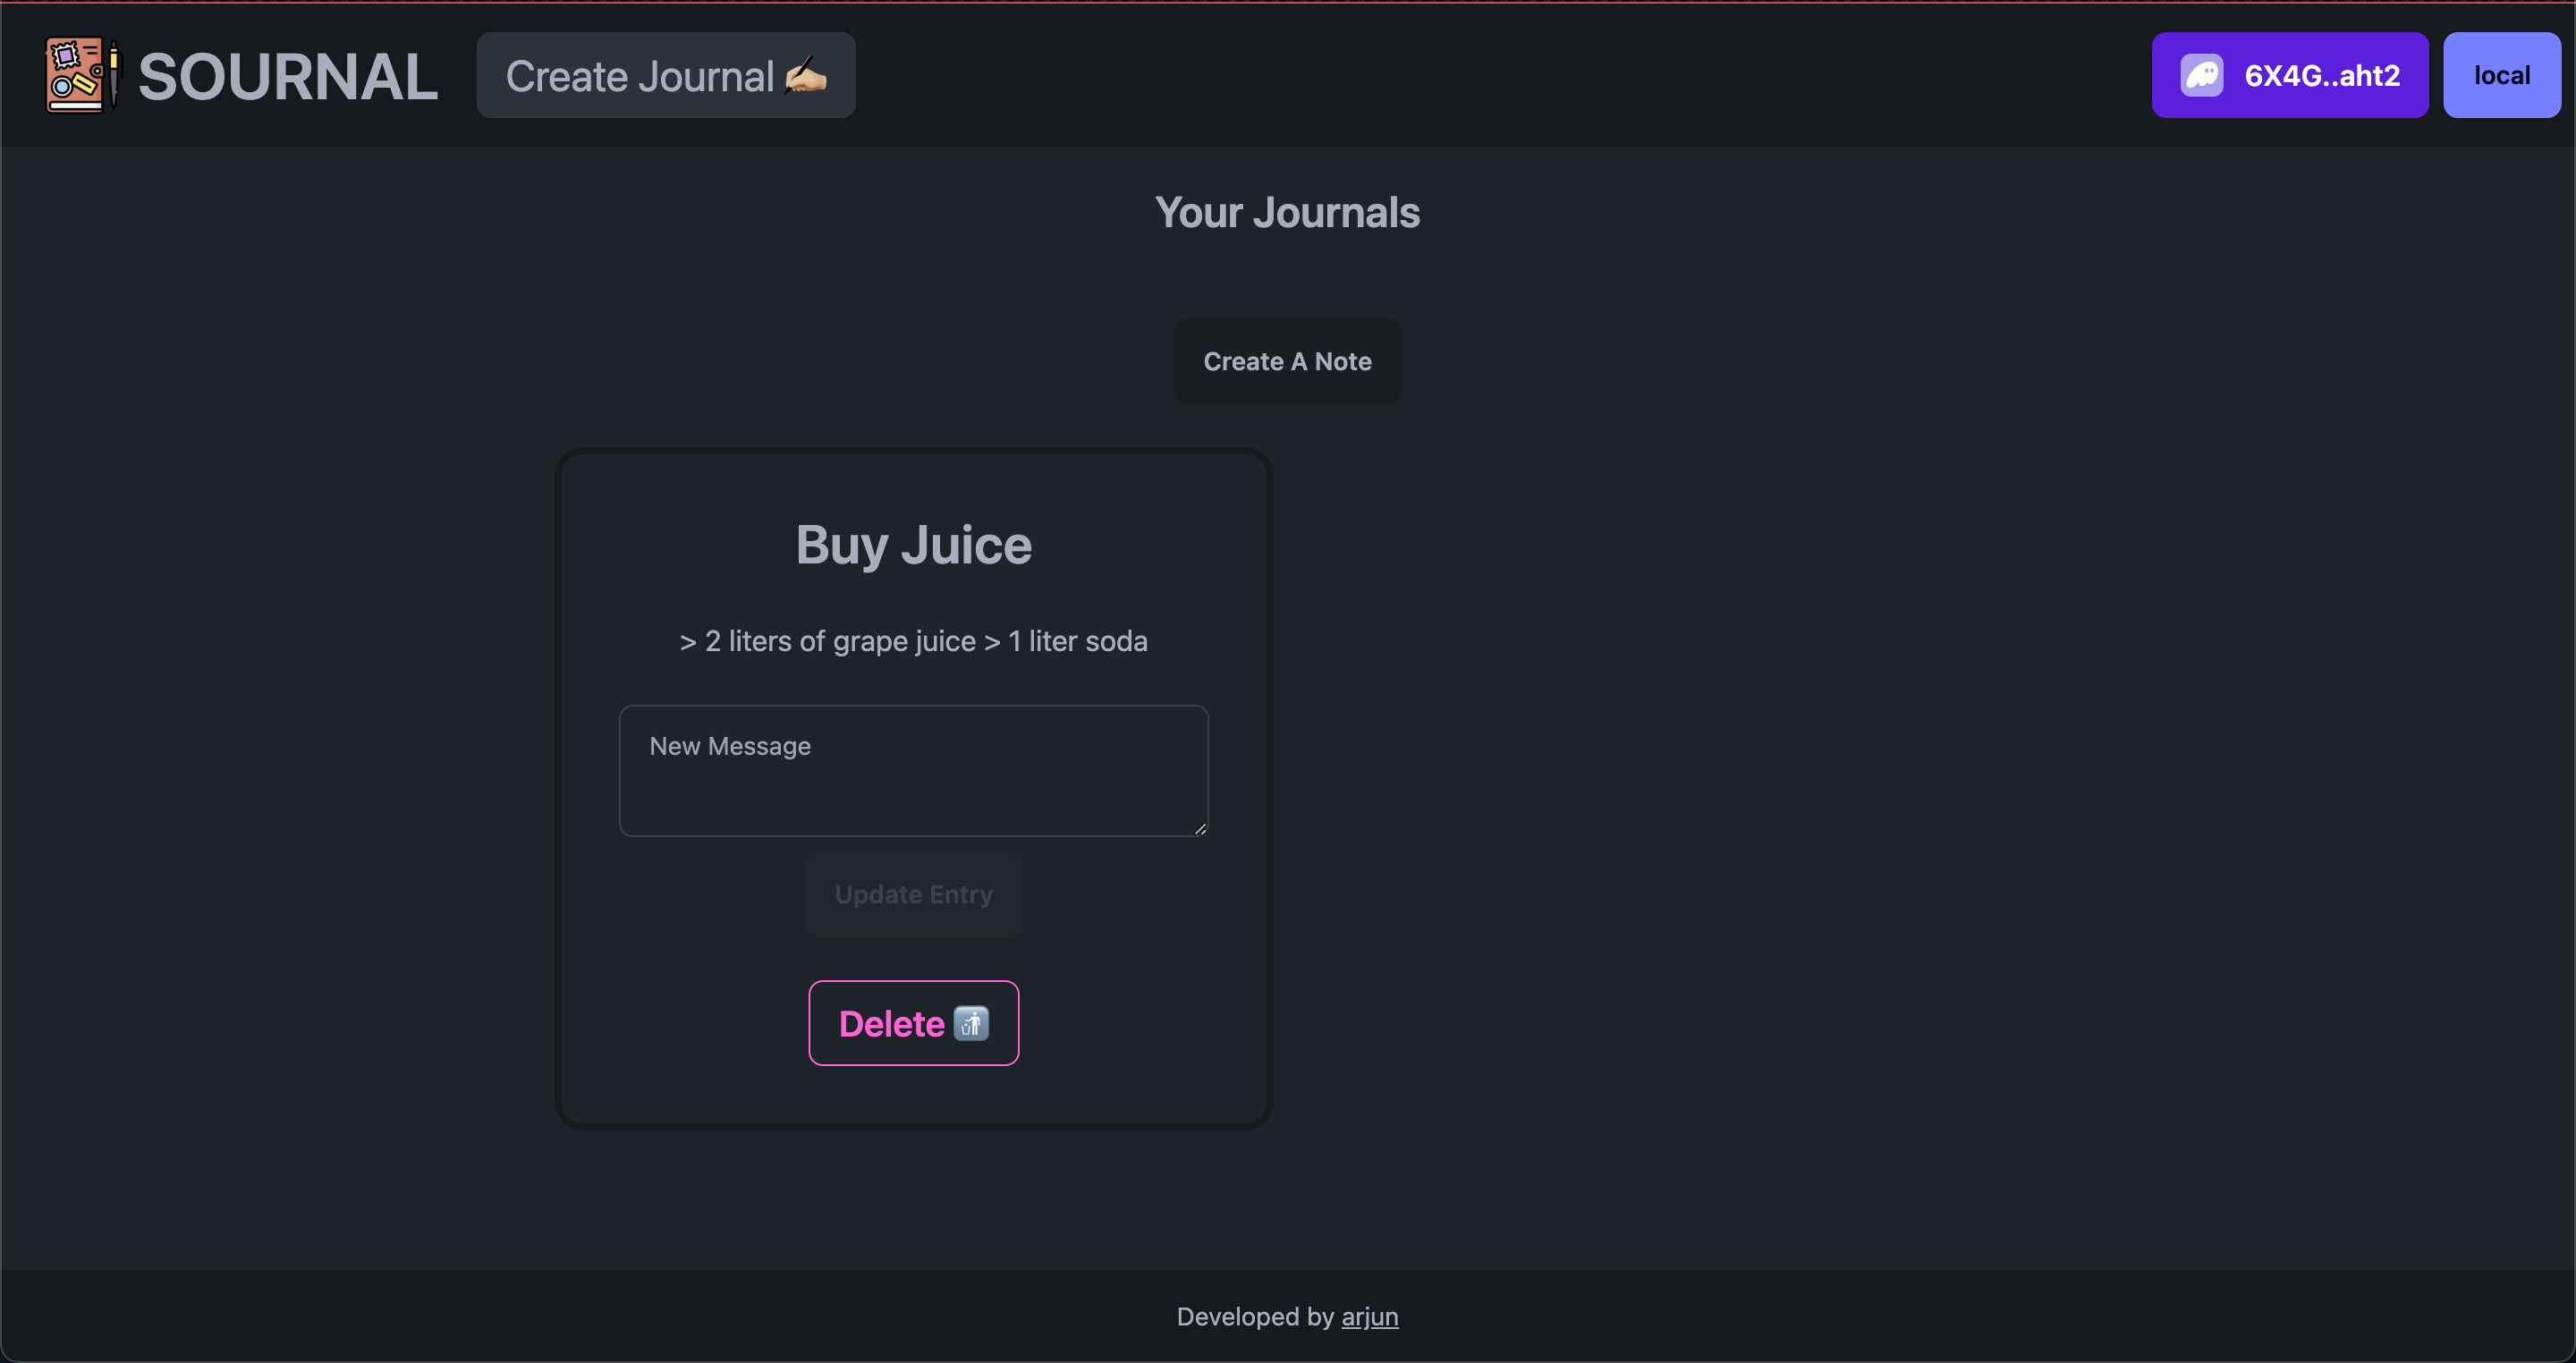 SOURNAL
Create Journal ✍🏼
6X4G..aht2
local
Your Journals
Create A Note
Buy Juice
> 2 liters of grape juice > 1 liter soda
New Message
Update Entry
Delete 🚮
Developed by arjun